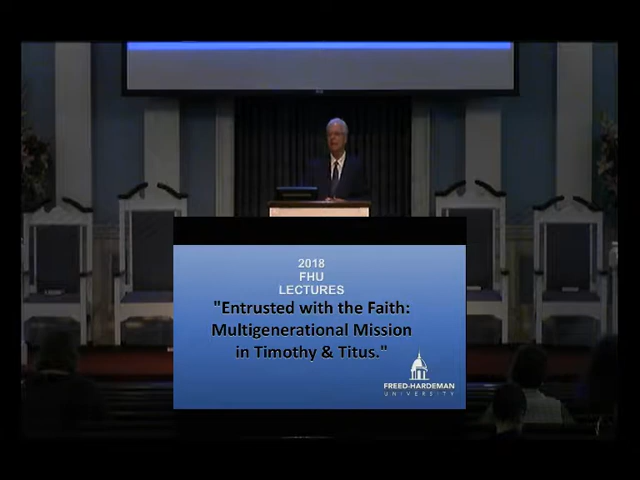 2018
FHU
LECTURES
"Entrusted with the Faith:
Multigenerational Mission
in Timothy & Titus."
FREED-HARDEMAN
UNIVERSITY